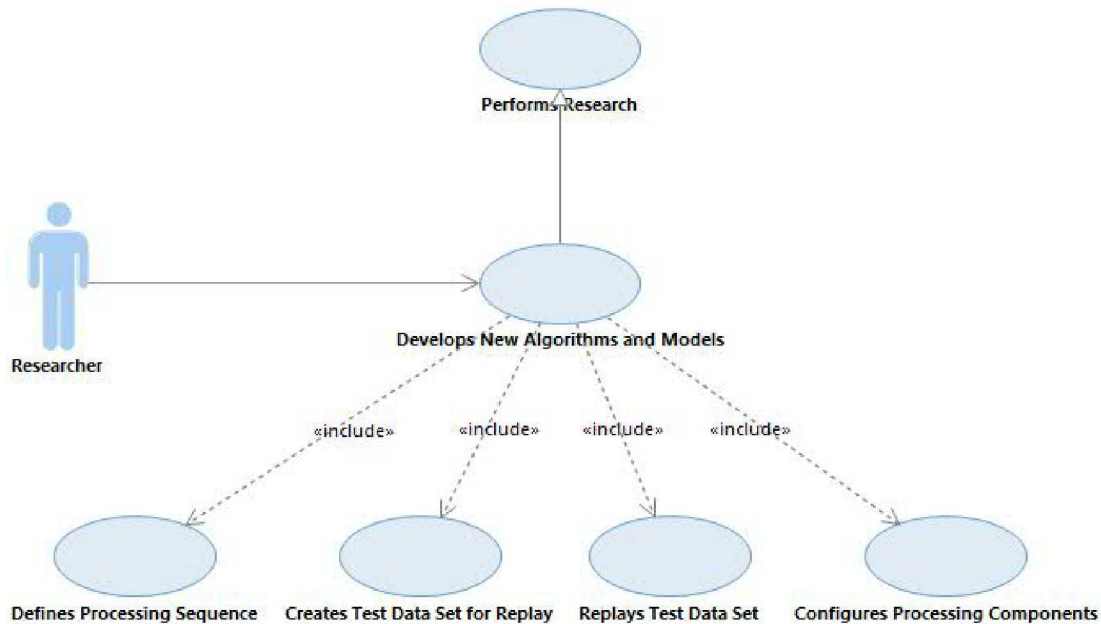 Performs Research
Researcher
Develops New Algorithms and Models
«include» «include» «include» «include»
Defines Processing Sequence Creates Test Data Set for Replay Replays Test Data Set Configures Processing Components